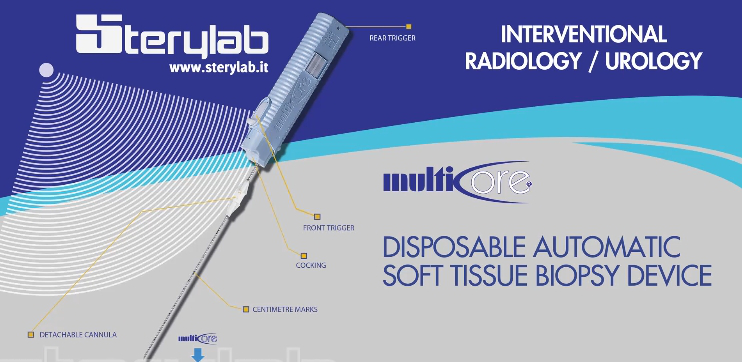 Sterylab
www.sterylab.it
REAR TRIGGER
INTERVENTIONAL
RADIOLOGY / UROLOGY
multicore®
FRONT TRIGGER
DISPOSABLE AUTOMATIC
SOFT TISSUE BIOPSY DEVICE
COCKING
CENTIMETRE MARKS
DETACHABLE CANNULA
multicore
sterylab